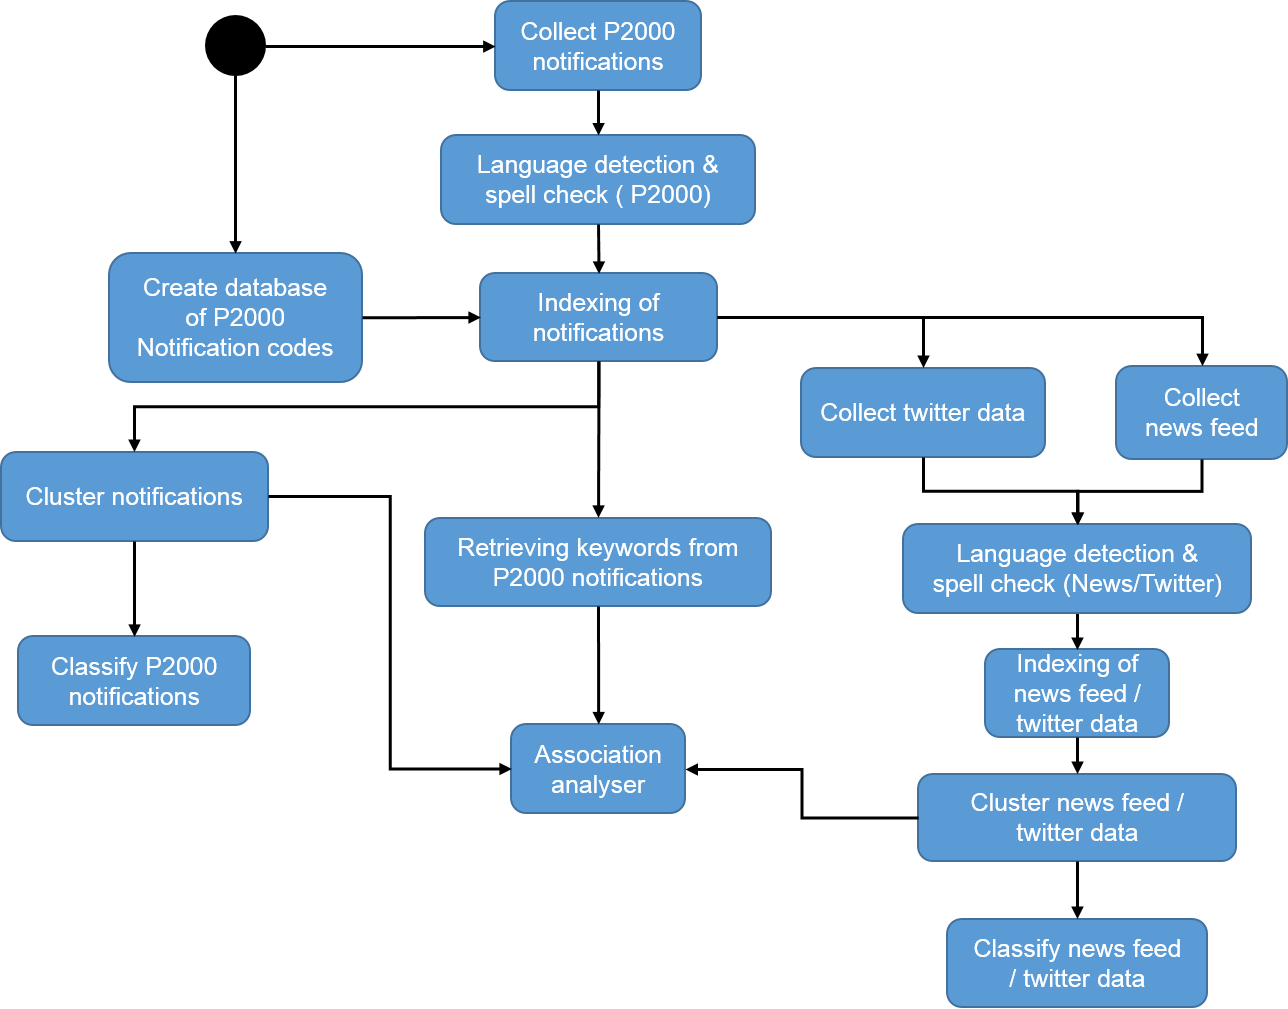 Collect P2000
notifications
Language detection &
spell check ( P2000)
Create database
of P2000
Notification codes
Indexing of
notifications
Collect twitter data
Collect
news feed
Cluster notifications
Retrieving keywords from
P2000 notifications
Language detection &
spell check (News/Twitter)
Classify P2000
notifications
Indexing of
news feed /
twitter data
Association
analyser
Cluster news feed /
twitter data
Classify news feed
/ twitter data